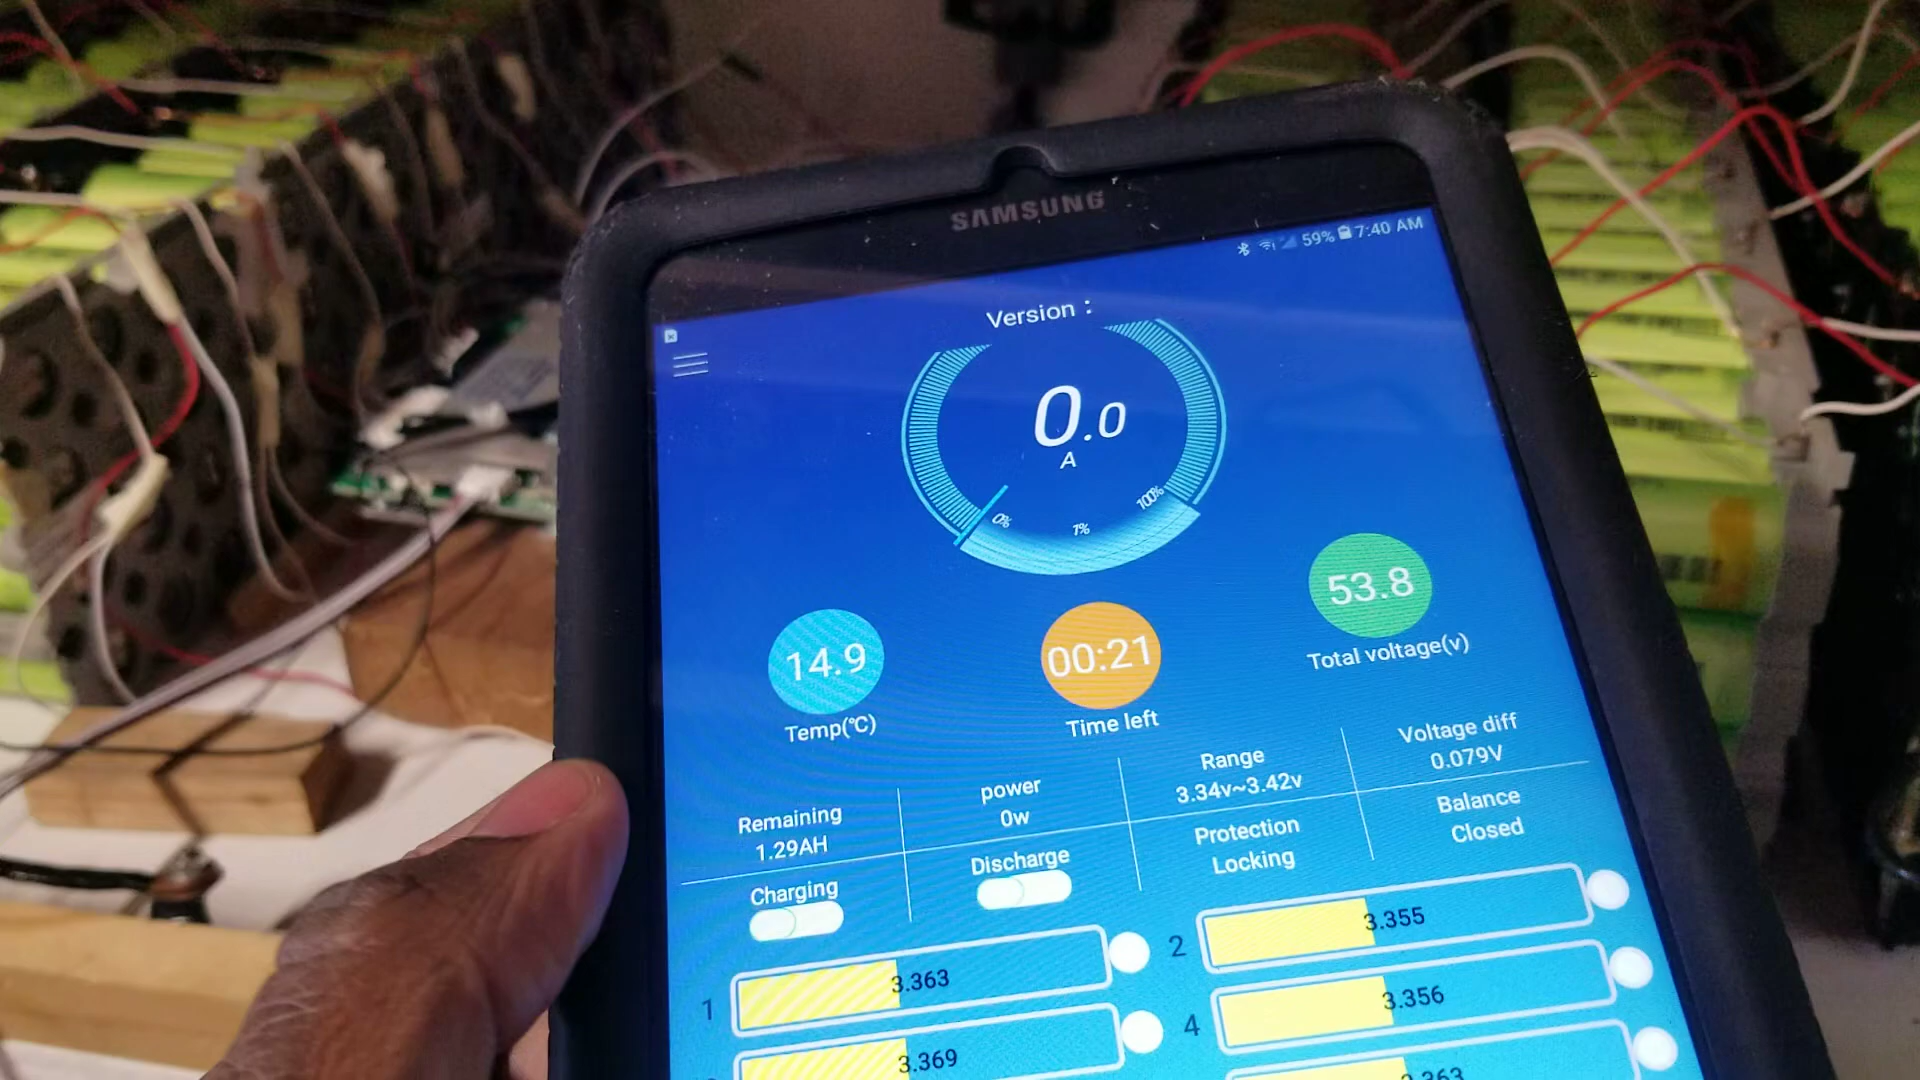 SAMSUNG
59% 7:40 AM
Version :
0.0
A
0% 1% 100%
14.9
Temp(℃)
00:21
Time left
53.8
Total voltage(v)
Remaining
1.29AH
power
0w
Range
3.34v~3.42v
Voltage diff
0.079V
Charging
Discharge
Protection
Locking
Balance
Closed
1 3.363
2 3.355
3.369
4 3.356
3.363